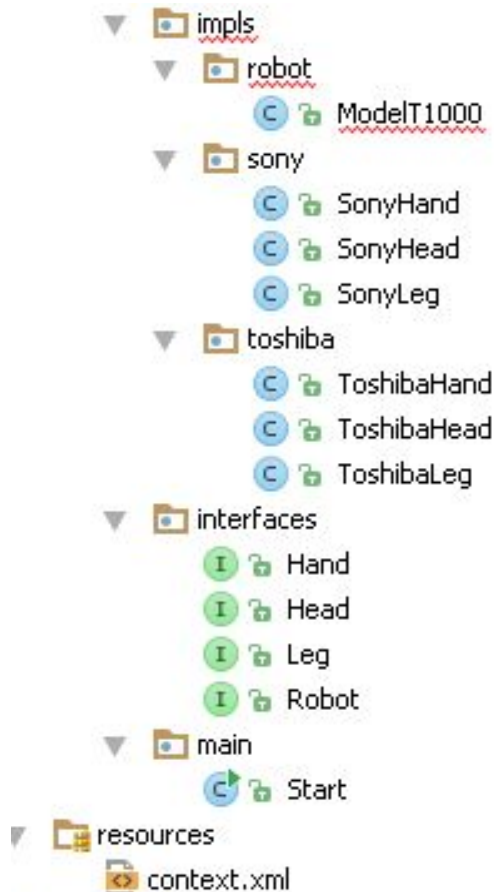 impls
robot
ModelT1000
sony
SonyHand
SonyHead
SonyLeg
toshiba
ToshibaHand
ToshibaHead
ToshibaLeg
interfaces
Hand
Head
Leg
Robot
main
Start
resources
context.xml